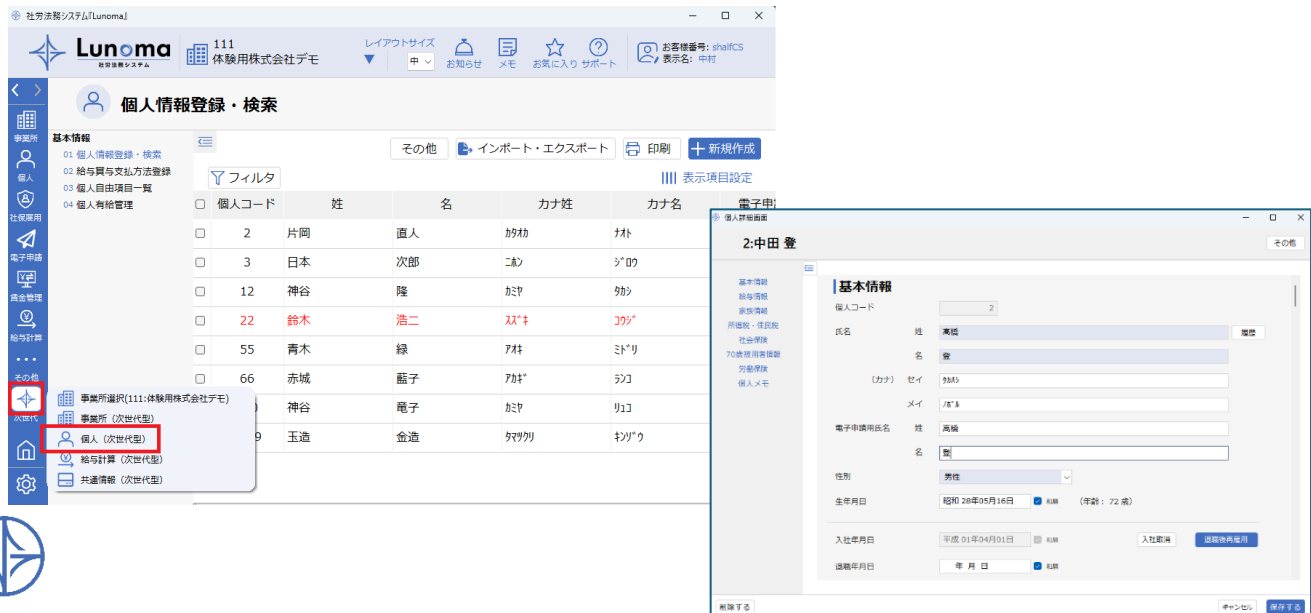 社労法務システム『Lunoma』
Lunoma
社労法務システム
111
体験用株式会社デモ
レイアウトサイズ
中
お知らせ
メモ
お気に入り
サポート
お客様番号: shalfCS
表示名: 中村
個人情報登録・検索
事業所
個人
社保雇用
電子申請
賃金管理
給与計算
その他
次世代
基本情報
01 個人情報登録・検索
02 給与賞与支払方法登録
03 個人自由項目一覧
04 個人有給管理
その他
インポート・エクスポート
印刷
新規作成
フィルタ
表示項目設定
個人コード 姓 名 カナ姓 カナ名 電子申
2 片岡 直人 ｶﾀｵｶ ﾅｵﾄ
3 日本 次郎 ﾆﾎﾝ ｼﾞﾛｳ
12 神谷 隆 ｶﾐﾔ ﾀｶｼ
22 鈴木 浩二 ｽｽﾞｷ ｺｳｼﾞ
55 青木 緑 ｱｵｷ ﾐﾄﾞﾘ
66 赤城 藍子 ｱｶｷﾞ ﾗﾝｺ
神谷 竜子 ｶﾐﾔ ﾘｭｺ
9 玉造 金造 ﾀﾏﾂｸﾘ ｷﾝｿﾞｳ
事業所選択(111:体験用株式会社デモ)
事業所（次世代型）
個人（次世代型）
給与計算（次世代型）
共通情報（次世代型）
個人詳細画面
2:中田 登
その他
基本情報
給与情報
家族情報
所得税・住民税
社会保険
70歳被用者情報
労働保険
個人メモ
基本情報
個人コード 2
氏名 姓 高橋 履歴
名 登
（カナ） セイ ﾀｶﾊｼ
メイ ﾉﾎﾞﾙ
電子申請用氏名 姓 高橋
名 登
性別 男性
生年月日 昭和 28年05月16日 和暦 （年齢： 72 歳）
入社年月日 平成 01年04月01日 和暦 入社取消 退職後再雇用
退職年月日 年 月 日 和暦
削除する キャンセル 保存する